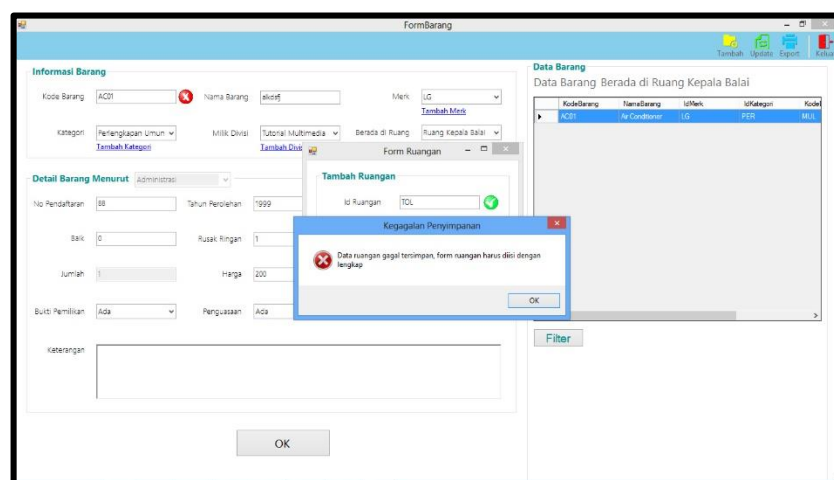 FormBarang
Tambah Update Export Keluar
Informasi Barang
Kode Barang AC01 Nama Barang Merk LG
Tambah Merk
Kategori Perlengkapan Umun Milik Divisi Tutorial Multimedia Berada di Ruang Ruang Kepala Balai
Tambah Kategori Tambah Divi
Detail Barang Menurut Administrasi
No Pendaftaran 88 Tahun Perolehan 1999
Baik 0 Rusak Ringan 1
Jumlah 1 Harga 200
Bukti Pemilikan Ada Penguasaan Ada
Keterangan
OK
Form Ruangan
Tambah Ruangan
Id Ruangan TOL
Kegagalan Penyimpanan
Data ruangan gagal tersimpan, form ruangan harus diisi dengan
lengkap
OK
Data Barang
Data Barang Berada di Ruang Kepala Balai
KodeBarang NamaBarang IdMerk IdKategori
AC01 Air Conditioner LG PER MUL
Filter